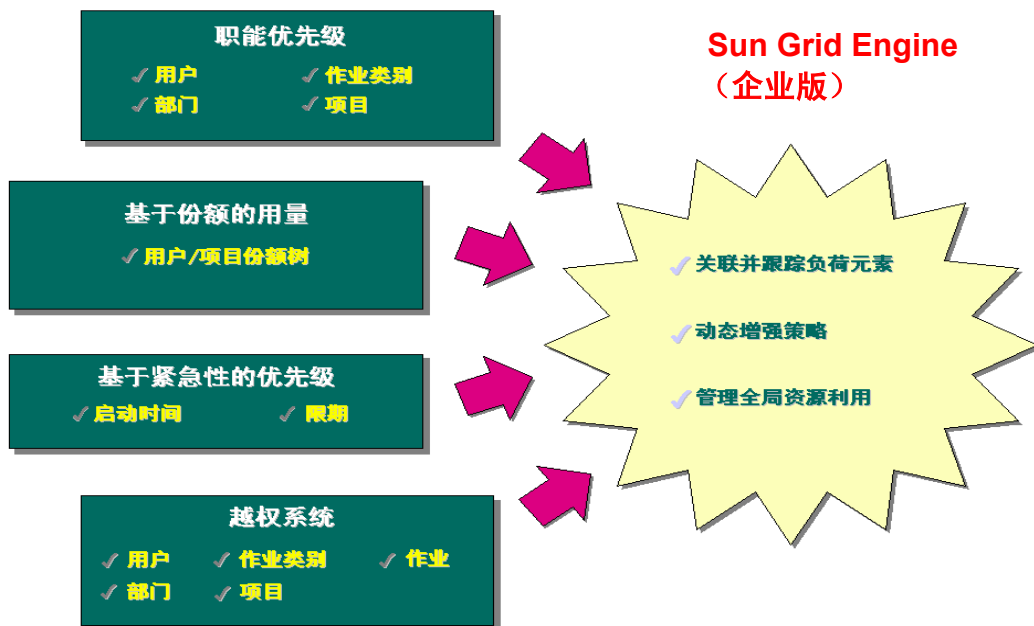 职能优先级
用户 作业类别
部门 项目
Sun Grid Engine
（企业版）
基于份额的用量
用户/项目份额树
关联并跟踪负荷元素
动态增强策略
管理全局资源利用
基于紧急性的优先级
启动时间 限期
越权系统
用户 作业类别 作业
部门 项目